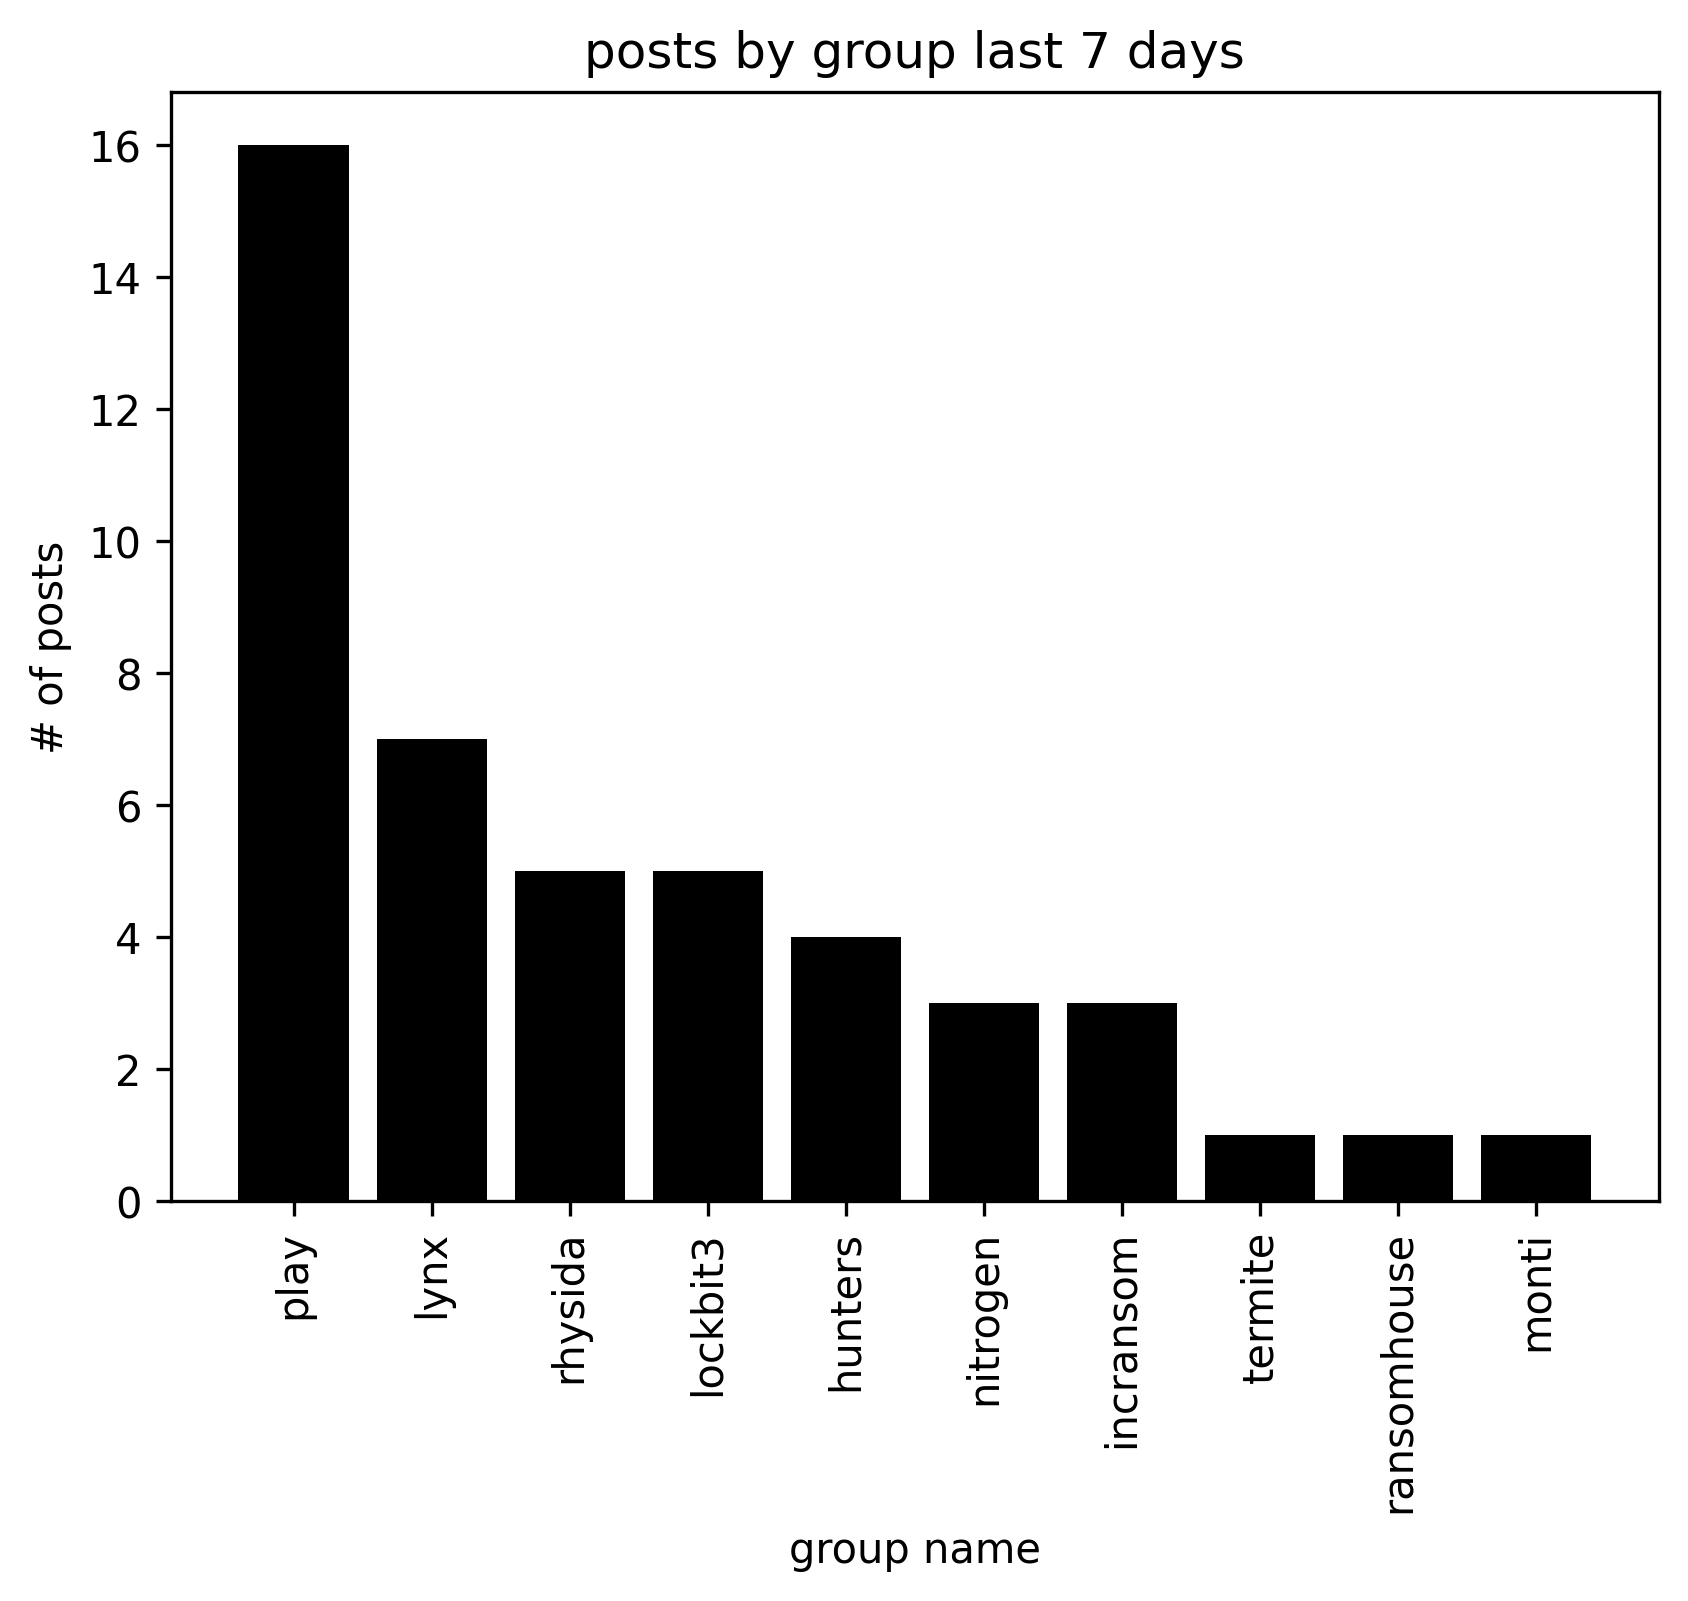 posts by group last 7 days
16
14
12
10
8
6
4
2
0
# of posts
play
lynx
rhysida
lockbit3
hunters
nitrogen
incransom
termite
ransomhouse
monti
group name